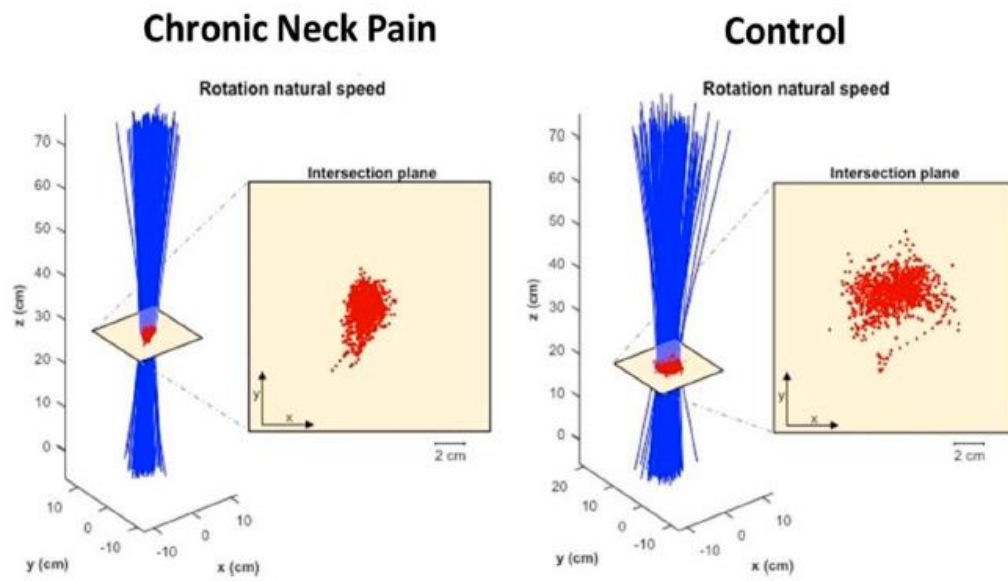 Chronic Neck Pain
Rotation natural speed
70
60
50
40
30
20
10
0
z (cm)
10
0
-10
y (cm)
-10
0
10
x (cm)
Intersection plane
y
x
2 cm
Control
Rotation natural speed
70
60
50
40
30
20
10
0
z (cm)
20
10
0
-10
y (cm)
-10
0
10
x (cm)
Intersection plane
y
x
2 cm